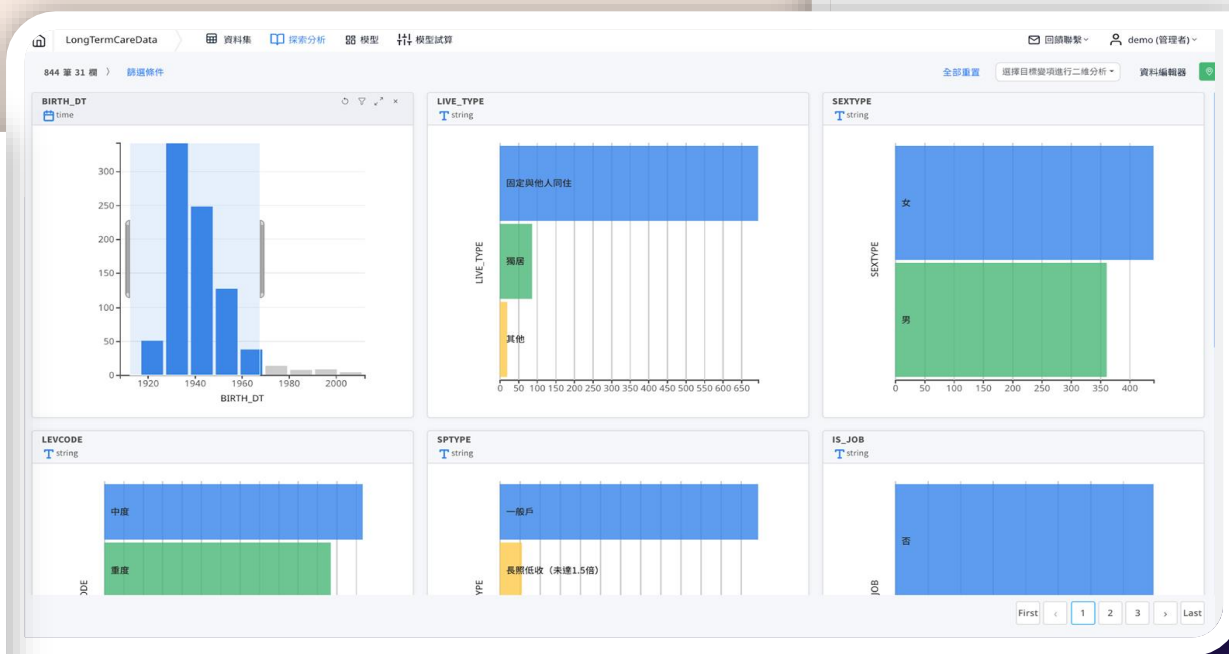 LongTermCareData 資料集 探索分析 模型 模型試算 回饋聯繫 demo (管理者)
844 筆 31 欄 〉 篩選條件 全部重置 選擇目標變項進行二維分析 資料編輯器
BIRTH_DT
time
300
250
200
150
100
50
0
1920 1940 1960 1980 2000
BIRTH_DT
LIVE_TYPE
string
LIVE_TYPE
固定與他人同住
獨居
其他
0 50 100 150 200 250 300 350 400 450 500 550 600 650
SEXTYPE
string
SEXTYPE
女
男
0 50 100 150 200 250 300 350 400
LEVCODE
string
中度
重度
SPTYPE
string
一般戶
長照低收（未達1.5倍）
IS_JOB
string
否
First ‹ 1 2 3 › Last